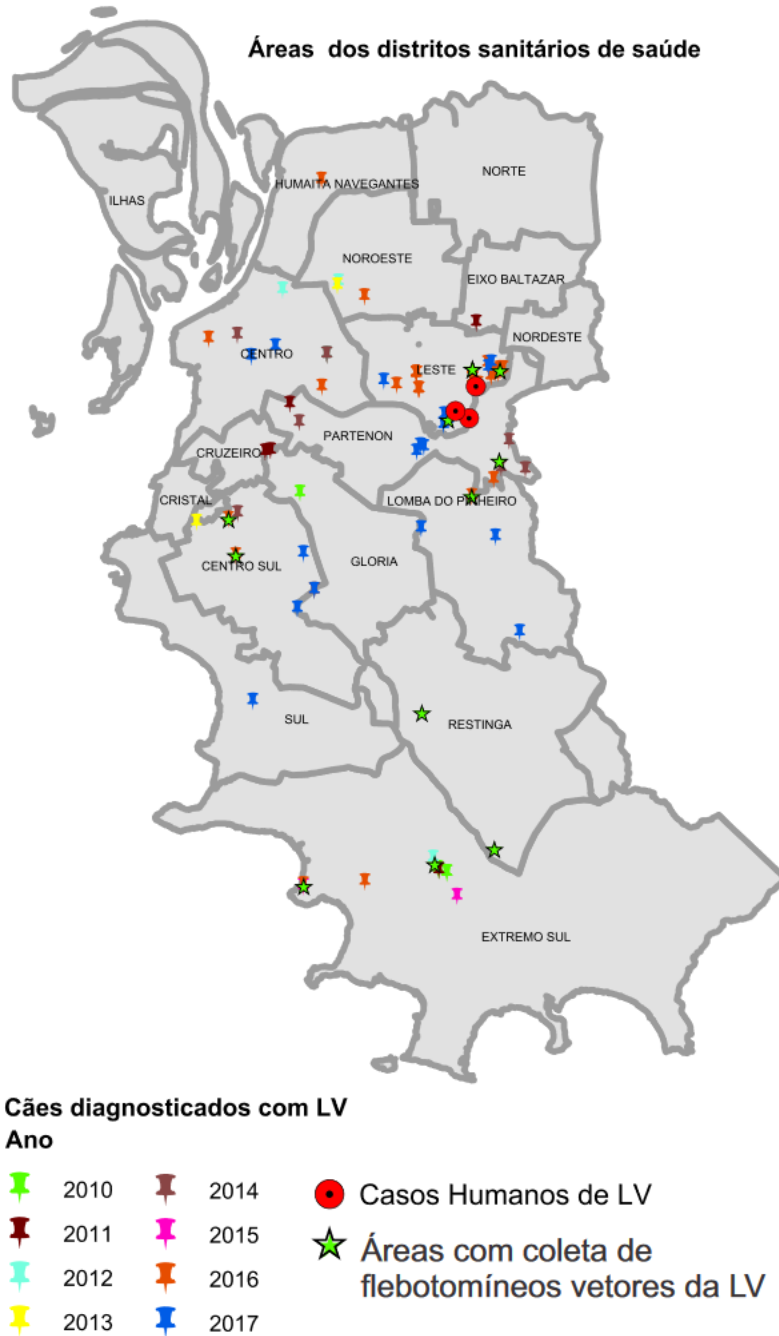 Áreas dos distritos sanitários de saúde
NORTE
HUMAITA NAVEGANTES
ILHAS
NOROESTE
EIXO BALTAZAR
NORDESTE
CENTRO
LESTE
PARTENON
CRUZEIRO
CRISTAL
LOMBA DO PINHEIRO
GLORIA
CENTRO SUL
SUL
RESTINGA
EXTREMO SUL
Cães diagnosticados com LV
Ano
2010
2011
2012
2013
2014
2015
2016
2017
Casos Humanos de LV
Áreas com coleta de
flebotomíneos vetores da LV